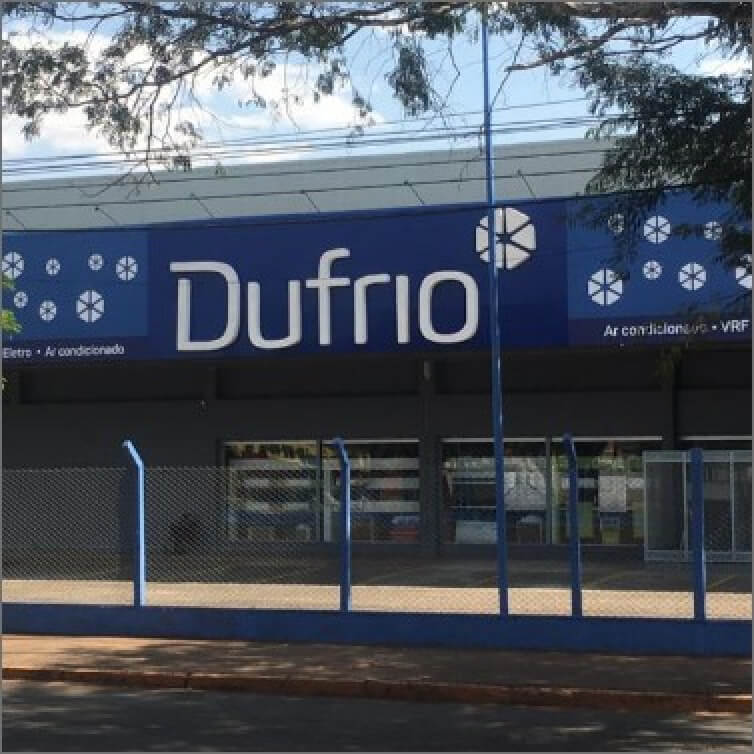 Dufrio
Eletro • Ar condicionado
Ar condicionado • VRF